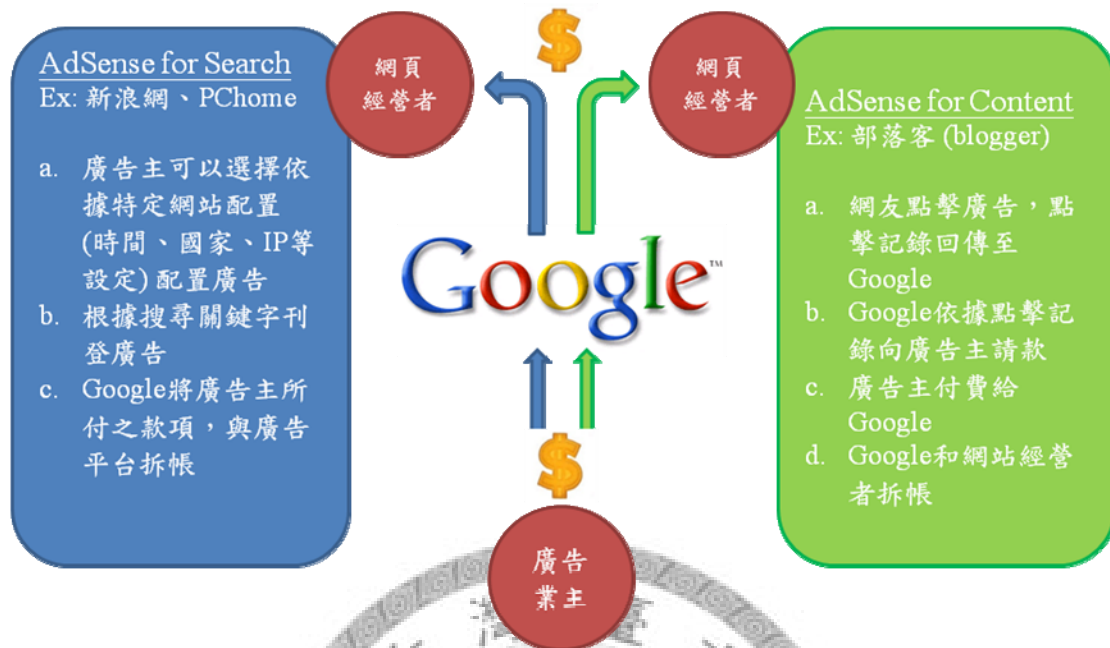 AdSense for Search
Ex: 新浪網、PChome
a. 廣告主可以選擇依
據特定網站配置
(時間、國家、IP等
設定) 配置廣告
b. 根據搜尋關鍵字刊
登廣告
c. Google將廣告主所
付之款項，與廣告
平台拆帳
網頁
經營者
$
網頁
經營者
AdSense for Content
Ex: 部落客 (blogger)
a. 網友點擊廣告，點
擊記錄回傳至
Google
b. Google依據點擊記
錄向廣告主請款
c. 廣告主付費給
Google
d. Google和網站經營
者拆帳
Google™
$
廣告
業主